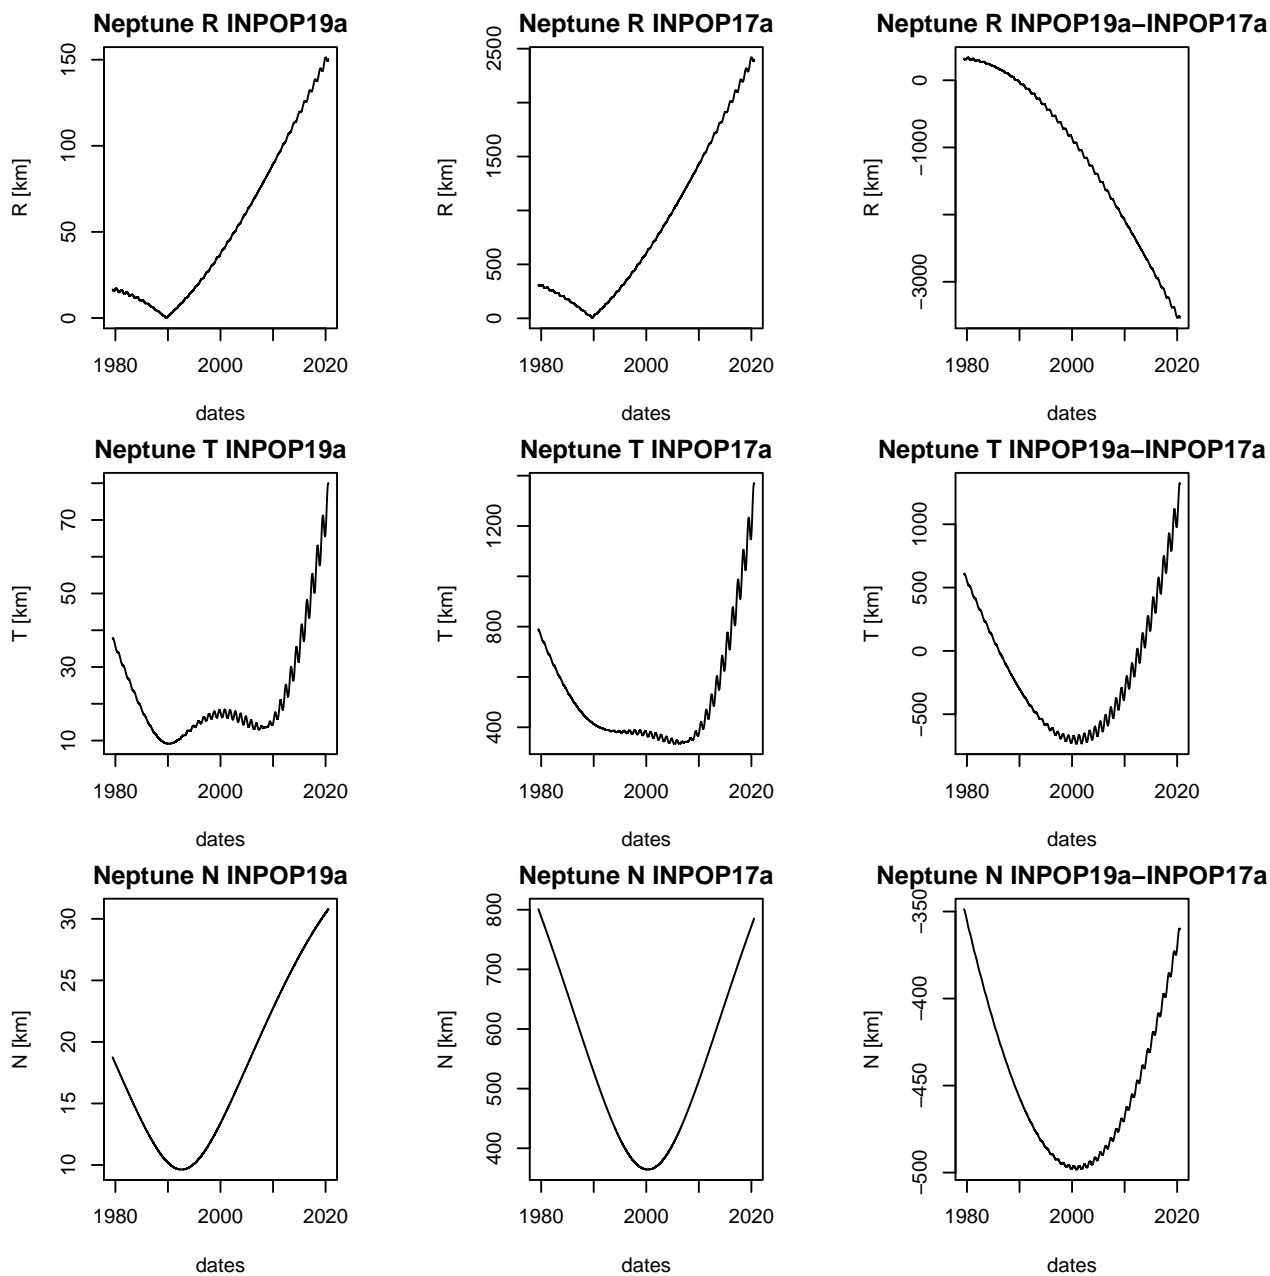 Neptune R INPOP19a
R [km]
150
100
50
0
1980
2000
2020
dates
Neptune R INPOP17a
R [km]
2500
1500
500
0
1980
2000
2020
dates
Neptune R INPOP19a−INPOP17a
R [km]
0
−1000
−3000
1980
2000
2020
dates
Neptune T INPOP19a
T [km]
70
50
30
10
1980
2000
2020
dates
Neptune T INPOP17a
T [km]
1200
800
400
1980
2000
2020
dates
Neptune T INPOP19a−INPOP17a
T [km]
1000
500
0
−500
1980
2000
2020
dates
Neptune N INPOP19a
N [km]
30
25
20
15
10
1980
2000
2020
dates
Neptune N INPOP17a
N [km]
800
700
600
400
1980
2000
2020
dates
Neptune N INPOP19a−INPOP17a
N [km]
−350
−400
−450
−500
1980
2000
2020
dates